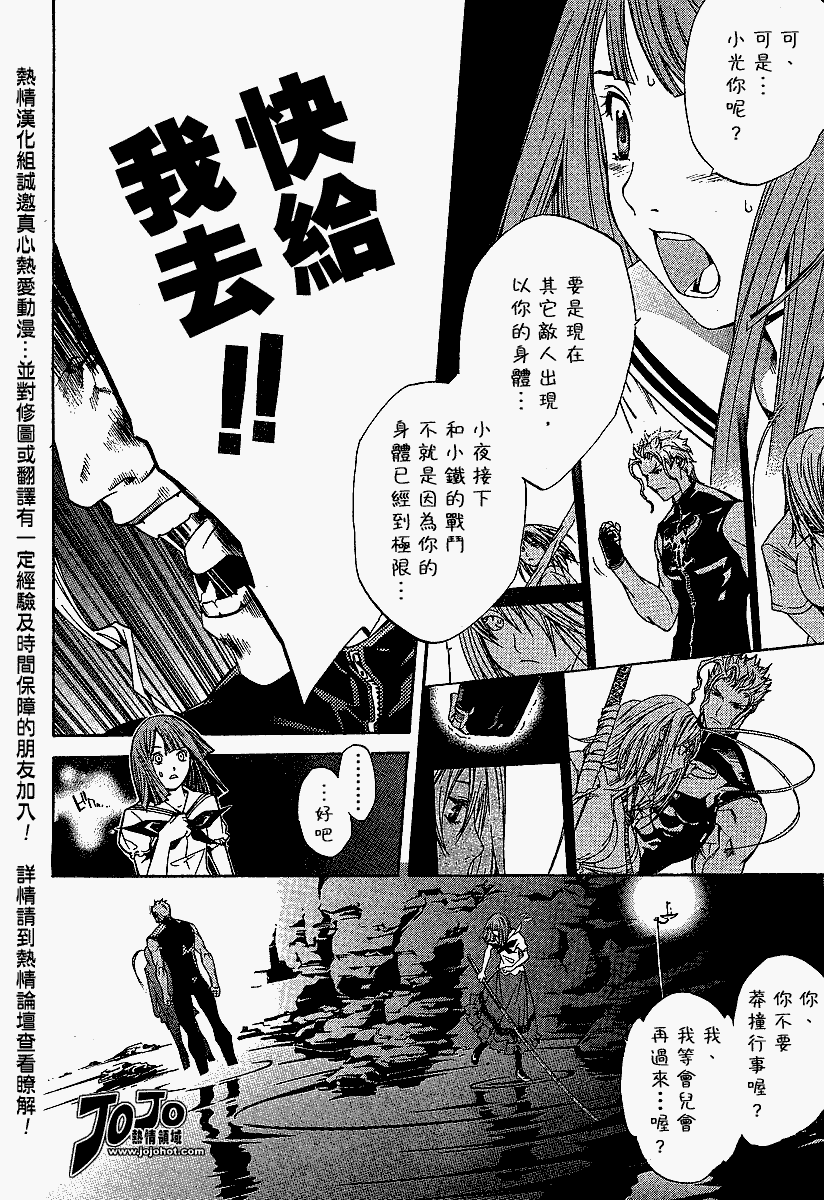 可、
可是…
小光你呢？
要是現在
其它敵人出現，
以你的身體…
小夜接下
和小鐵的戰鬥
不就是因為你的
身體已經到極限…
快給
我去!!
…………
…好吧
你、
你不要
莽撞行事喔？
我、
我等會兒會
再過來…喔？
熱情漢化組誠邀真心熱愛動漫…並對修圖或翻譯有一定經驗及時間保障的朋友加入！　詳情請到熱情論壇查看瞭解！
JOJO
熱情領域
www.jojohot.com